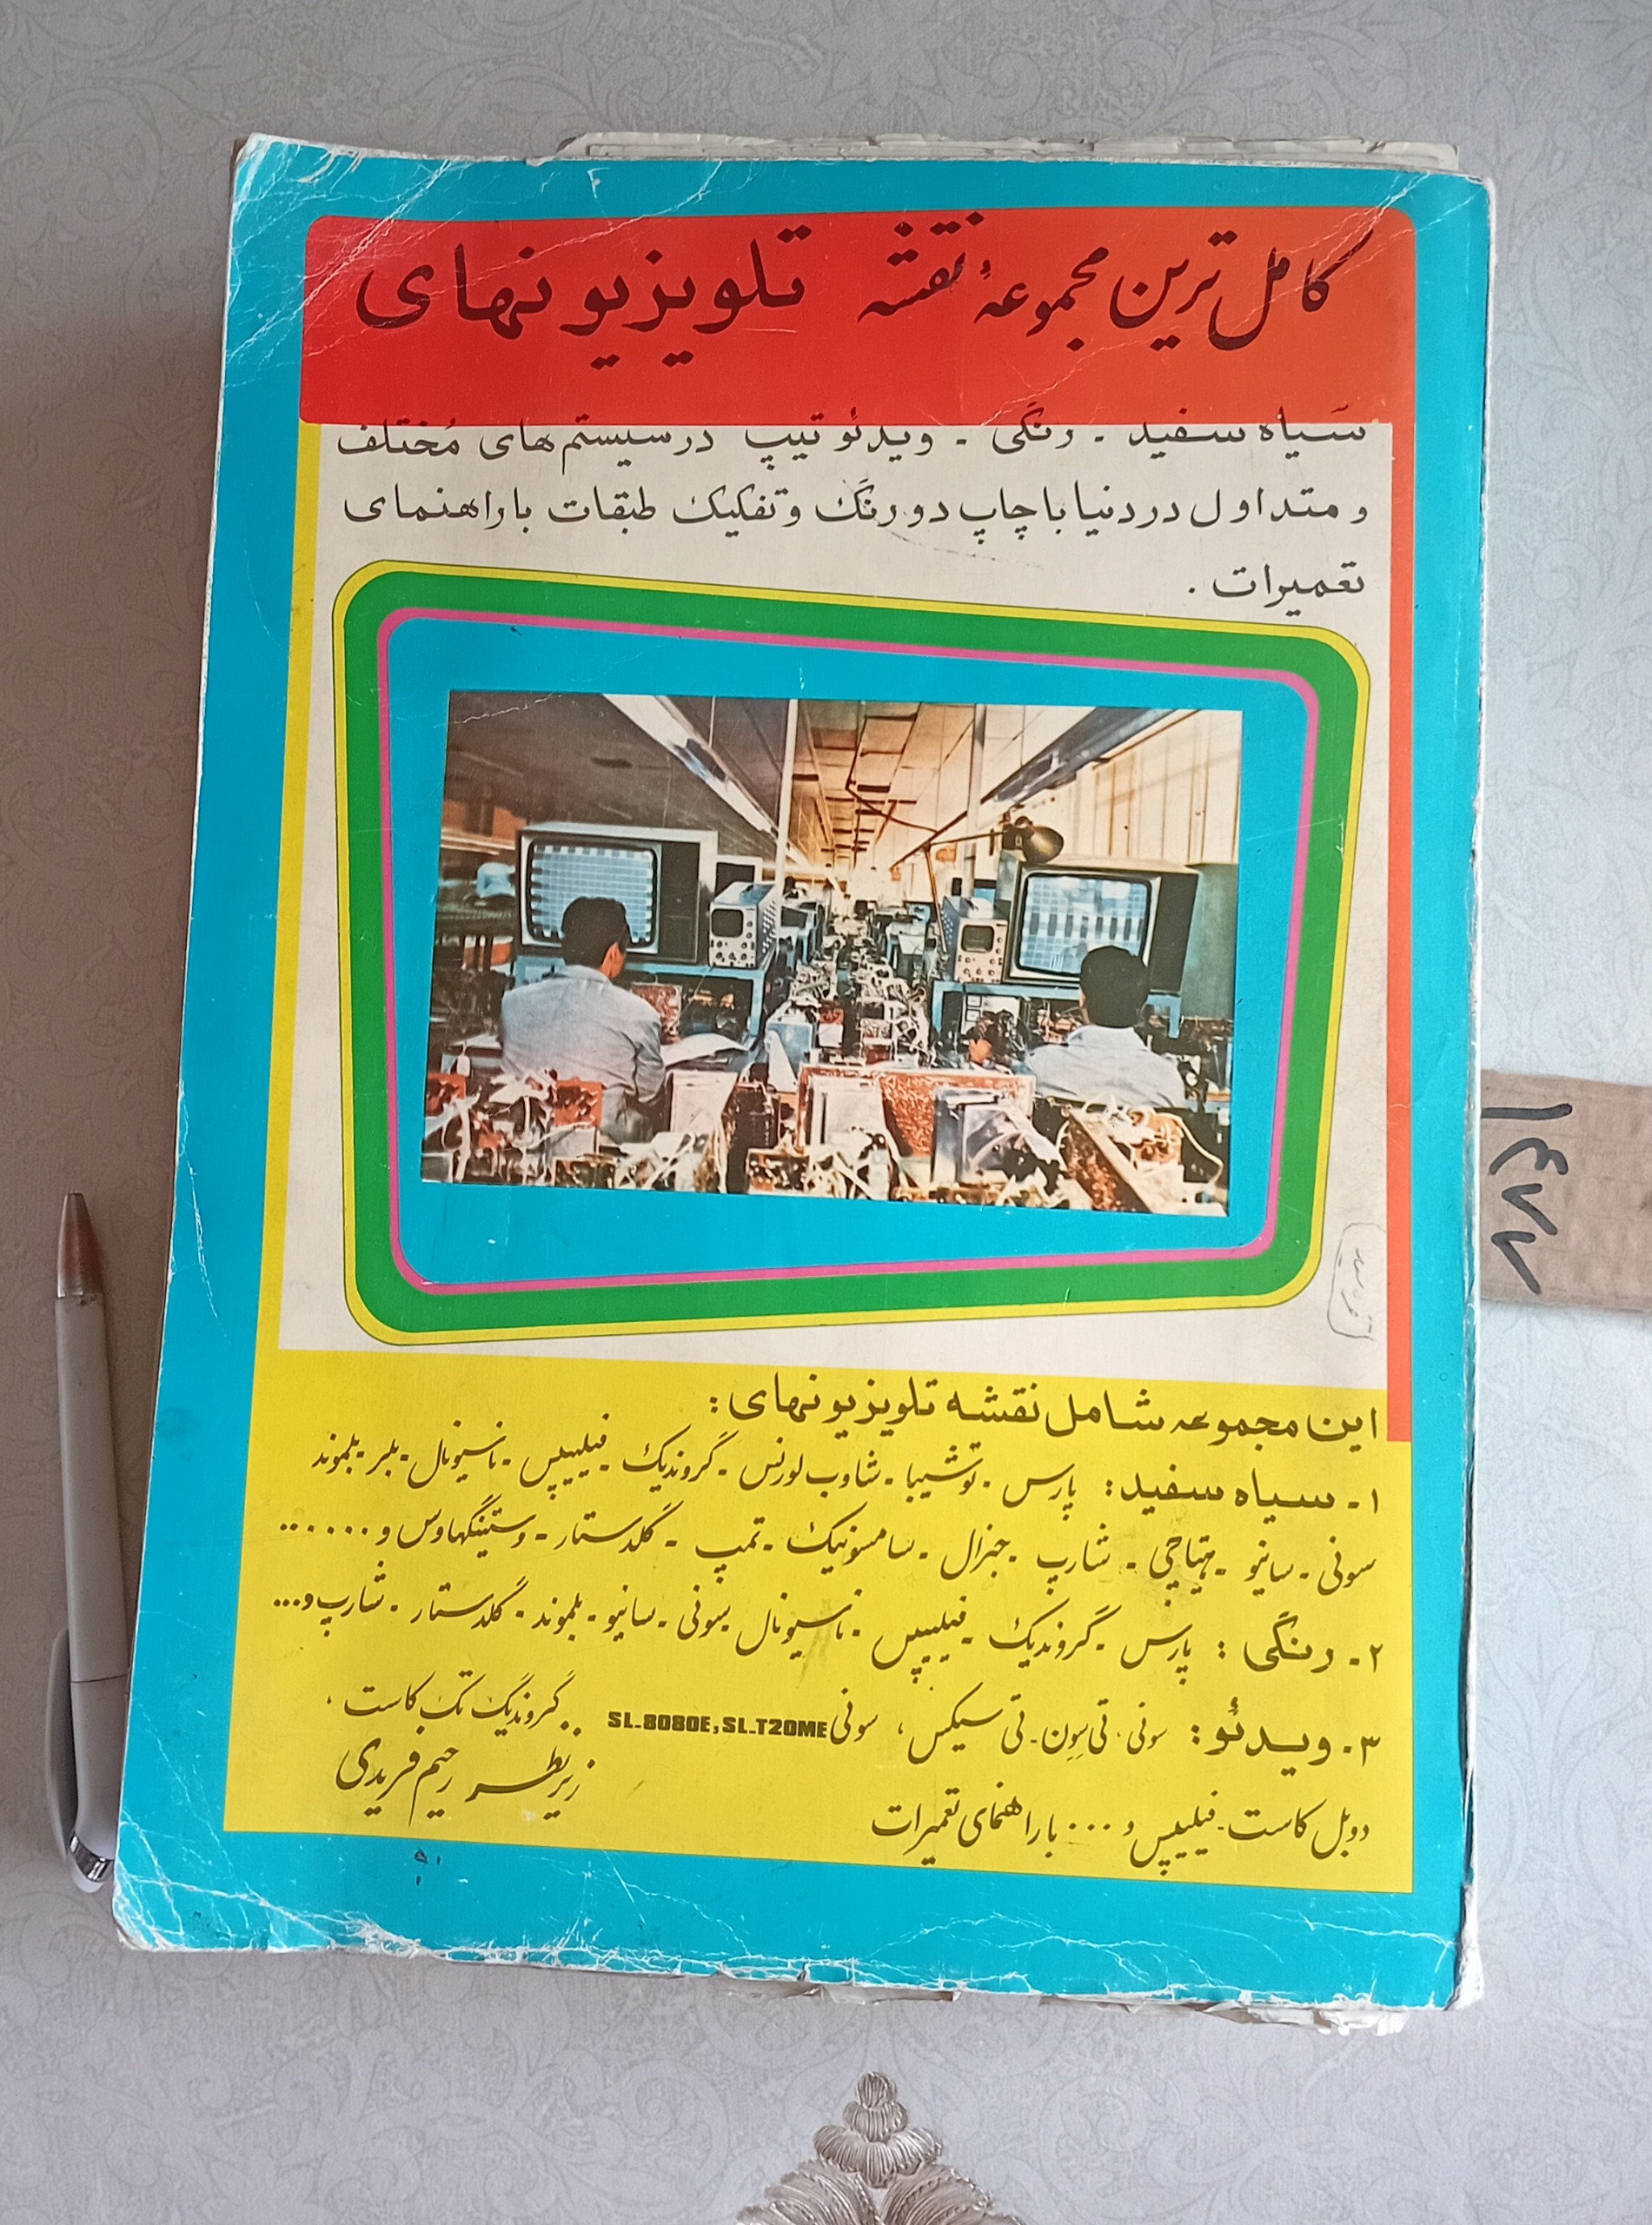 کامل ترین مجموعهٔ نقشه تلویزیونهای
سیاه سفید - رنگی - ویدئو تیپ در سیستم های مختلف
و متداول در دنیا با چاپ دو رنگ و تفکیک طبقات با راهنمای
تعمیرات .
این مجموعه شامل نقشه تلویزیونهای :
۱ - سیاه سفید : پارس - توشیبا - شاوب لورنس - گروندیک - فیلیپس - ناسیونال - بلر - بلموند
سونی - سانیو - هیتاچی - شارپ - جنرال - سامسونیک - تمپ - گلدستار - وستینگهاوس و ......
۲ - رنگی : پارس - گروندیک - فیلیپس - ناسیونال - سونی - سانیو - بلموند - گلدستار - شارپ و ...
۳ - ویدئو : سونی ، تی سون - تی سیکس ، سونی SL-8080E, SL-T20ME .. گروندیک تک کاست ،
دوبل کاست - فیلیپس و ... با راهنمای تعمیرات
زیر نظر رحیم فریدی
۱۴۷۷